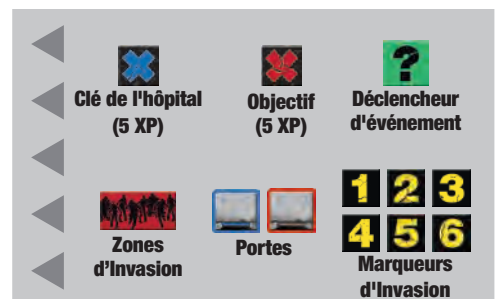 ?
Clé de l'hôpital
(5 XP)
Objectif
(5 XP)
Déclencheur
d'événement
Zones
d'Invasion
Portes
1 2 3
4 5 6
Marqueurs
d'Invasion